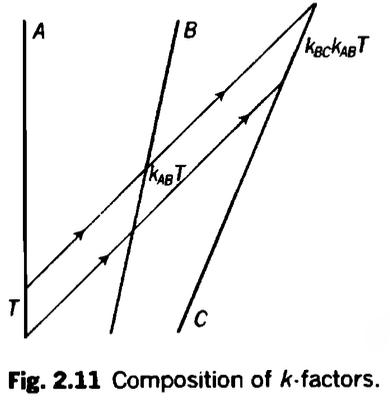 A
B
k_BC k_AB T
k_AB T
T
C
Fig. 2.11 Composition of k-factors.